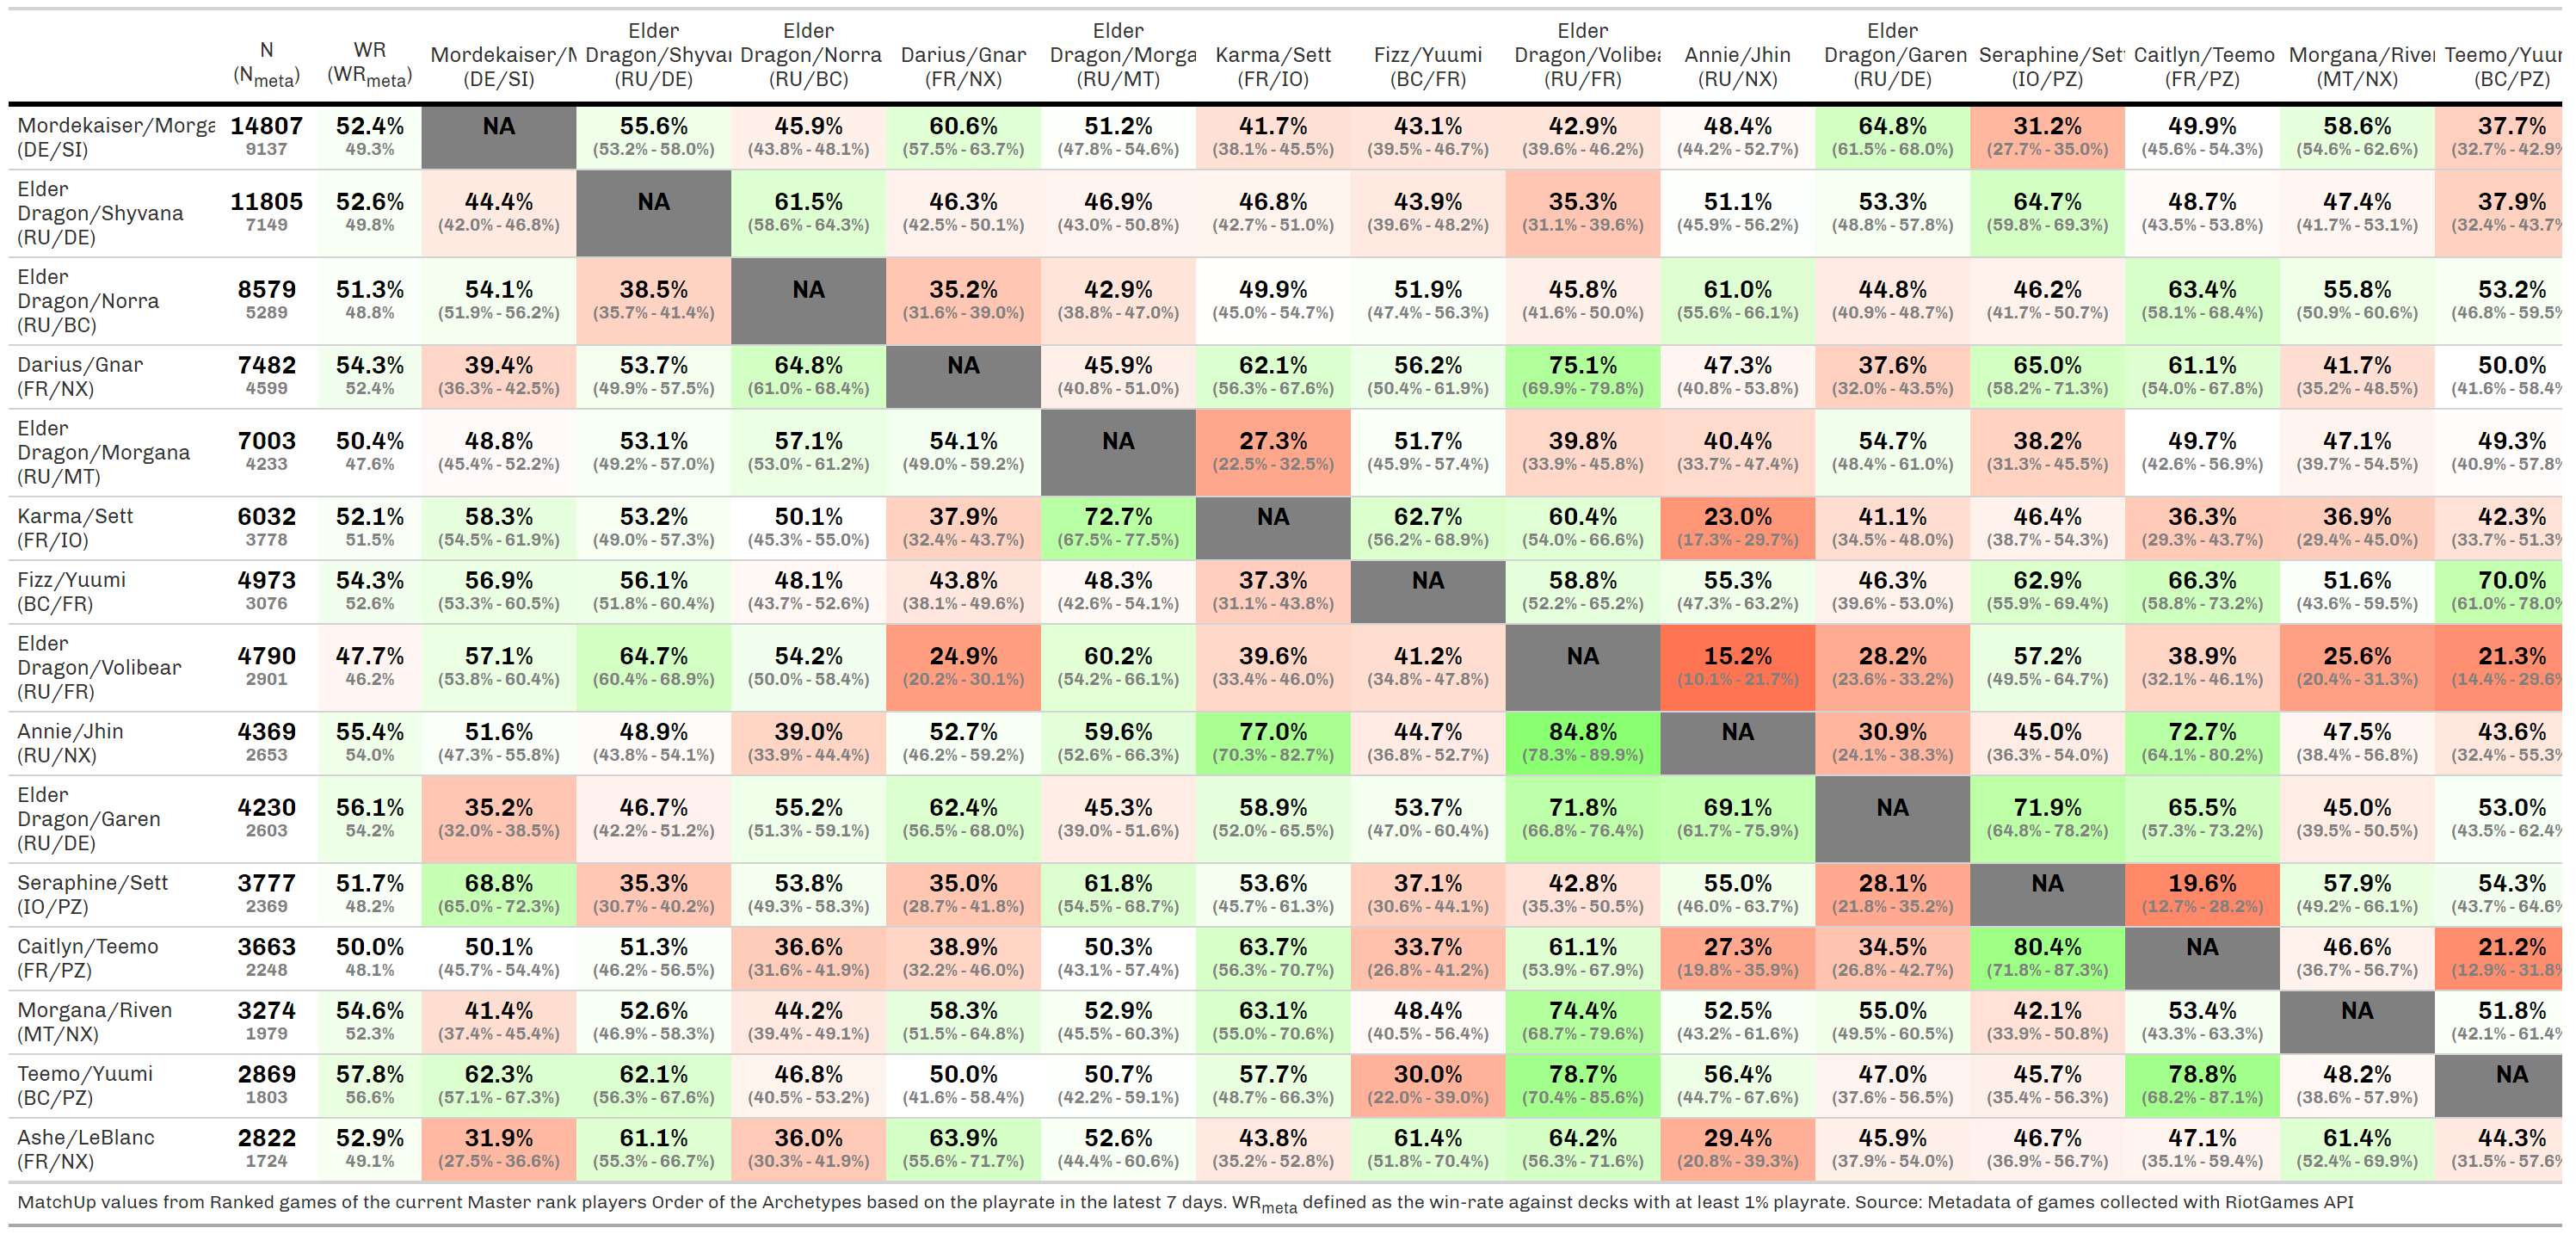 N (N meta)
WR (WR meta)
Mordekaiser/M (DE/SI)
Elder Dragon/Shyvan (RU/DE)
Elder Dragon/Norra (RU/BC)
Darius/Gnar (FR/NX)
Elder Dragon/Morga (RU/MT)
Karma/Sett (FR/IO)
Fizz/Yuumi (BC/FR)
Elder Dragon/Volibea (RU/FR)
Annie/Jhin (RU/NX)
Elder Dragon/Garen (RU/DE)
Seraphine/Set (IO/PZ)
Caitlyn/Teemo (FR/PZ)
Morgana/River (MT/NX)
Teemo/Yuur (BC/PZ)
Mordekaiser/Morga 14807 52.4% NA 55.6% 45.9% 60.6% 51.2% 41.7% 43.1% 42.9% 48.4% 64.8% 31.2% 49.9% 58.6% 37.7%
(DE/SI) 9137 49.3% (53.2% - 58.0%) (43.8% - 48.1%) (57.5% - 63.7%) (47.8% - 54.6%) (38.1% - 45.5%) (39.5% - 46.7%) (39.6% - 46.2%) (44.2% - 52.7%) (61.5% - 68.0%) (27.7% - 35.0%) (45.6% - 54.3%) (54.6% - 62.6%) (32.7% - 42.9%
Elder
Dragon/Shyvana
(RU/DE)
11805 52.6% 44.4% NA 61.5% 46.3% 46.9% 46.8% 43.9% 35.3% 51.1% 53.3% 64.7% 48.7% 47.4% 37.9%
7149 49.8% (42.0% - 46.8%) (58.6% - 64.3%) (42.5% - 50.1%) (43.0% - 50.8%) (42.7% - 51.0%) (39.6% - 48.2%) (31.1% - 39.6%) (45.9% - 56.2%) (48.8% - 57.8%) (59.8% - 69.3%) (43.5% - 53.8%) (41.7% - 53.1%) (32.4% - 43.7%
Elder
Dragon/Norra
(RU/BC)
8579 51.3% 54.1% 38.5% NA 35.2% 42.9% 49.9% 51.9% 45.8% 61.0% 44.8% 46.2% 63.4% 55.8% 53.2%
5289 48.8% (51.9% - 56.2%) (35.7% - 41.4%) (31.6% - 39.0%) (38.8% - 47.0%) (45.0% - 54.7%) (47.4% - 56.3%) (41.6% - 50.0%) (55.6% - 66.1%) (40.9% - 48.7%) (41.7% - 50.7%) (58.1% - 68.4%) (50.9% - 60.6%) (46.8% - 59.5%
Darius/Gnar 7482 54.3% 39.4% 53.7% 64.8% NA 45.9% 62.1% 56.2% 75.1% 47.3% 37.6% 65.0% 61.1% 41.7% 50.0%
(FR/NX) 4599 52.4% (36.3% - 42.5%) (49.9% - 57.5%) (61.0% - 68.4%) (40.8% - 51.0%) (56.3% - 67.6%) (50.4% - 61.9%) (69.9% - 79.8%) (40.8% - 53.8%) (32.0% - 43.5%) (58.2% - 71.3%) (54.0% - 67.8%) (35.2% - 48.5%) (41.6% - 58.4%
Elder
Dragon/Morgana
(RU/MT)
7003 50.4% 48.8% 53.1% 57.1% 54.1% NA 27.3% 51.7% 39.8% 40.4% 54.7% 38.2% 49.7% 47.1% 49.3%
4233 47.6% (45.4% - 52.2%) (49.2% - 57.0%) (53.0% - 61.2%) (49.0% - 59.2%) (22.5% - 32.5%) (45.9% - 57.4%) (33.9% - 45.8%) (33.7% - 47.4%) (48.4% - 61.0%) (31.3% - 45.5%) (42.6% - 56.9%) (39.7% - 54.5%) (40.9% - 57.8%
Karma/Sett 6032 52.1% 58.3% 53.2% 50.1% 37.9% 72.7% NA 62.7% 60.4% 23.0% 41.1% 46.4% 36.3% 36.9% 42.3%
(FR/IO) 3778 51.5% (54.5% - 61.9%) (49.0% - 57.3%) (45.3% - 55.0%) (32.4% - 43.7%) (67.5% - 77.5%) (56.2% - 68.9%) (54.0% - 66.6%) (17.3% - 29.7%) (34.5% - 48.0%) (38.7% - 54.3%) (29.3% - 43.7%) (29.4% - 45.0%) (33.7% - 51.3%
Fizz/Yuumi 4973 54.3% 56.9% 56.1% 48.1% 43.8% 48.3% 37.3% NA 58.8% 55.3% 46.3% 62.9% 66.3% 51.6% 70.0%
(BC/FR) 3076 52.6% (53.3% - 60.5%) (51.8% - 60.4%) (43.7% - 52.6%) (38.1% - 49.6%) (42.6% - 54.1%) (31.1% - 43.8%) (52.2% - 65.2%) (47.3% - 63.2%) (39.6% - 53.0%) (55.9% - 69.4%) (58.8% - 73.2%) (43.6% - 59.5%) (61.0% - 78.0%
Elder
Dragon/Volibear
(RU/FR)
4790 47.7% 57.1% 64.7% 54.2% 24.9% 60.2% 39.6% 41.2% NA 15.2% 28.2% 57.2% 38.9% 25.6% 21.3%
2901 46.2% (53.8% - 60.4%) (60.4% - 68.9%) (50.0% - 58.4%) (20.2% - 30.1%) (54.2% - 66.1%) (33.4% - 46.0%) (34.8% - 47.8%) (10.1% - 21.7%) (23.6% - 33.2%) (49.5% - 64.7%) (32.1% - 46.1%) (20.4% - 31.3%) (14.4% - 29.6%
Annie/Jhin 4369 55.4% 51.6% 48.9% 39.0% 52.7% 59.6% 77.0% 44.7% 84.8% NA 30.9% 45.0% 72.7% 47.5% 43.6%
(RU/NX) 2653 54.0% (47.3% - 55.8%) (43.8% - 54.1%) (33.9% - 44.4%) (46.2% - 59.2%) (52.6% - 66.3%) (70.3% - 82.7%) (36.8% - 52.7%) (78.3% - 89.9%) (24.1% - 38.3%) (36.3% - 54.0%) (64.1% - 80.2%) (38.4% - 56.8%) (32.4% - 55.3%
Elder
Dragon/Garen
(RU/DE)
4230 56.1% 35.2% 46.7% 55.2% 62.4% 45.3% 58.9% 53.7% 71.8% 69.1% NA 71.9% 65.5% 45.0% 53.0%
2603 54.2% (32.0% - 38.5%) (42.2% - 51.2%) (51.3% - 59.1%) (56.5% - 68.0%) (39.0% - 51.6%) (52.0% - 65.5%) (47.0% - 60.4%) (66.8% - 76.4%) (61.7% - 75.9%) (64.8% - 78.2%) (57.3% - 73.2%) (39.5% - 50.5%) (43.5% - 62.4%
Seraphine/Sett 3777 51.7% 68.8% 35.3% 53.8% 35.0% 61.8% 53.6% 37.1% 42.8% 55.0% 28.1% NA 19.6% 57.9% 54.3%
(IO/PZ) 2369 48.2% (65.0% - 72.3%) (30.7% - 40.2%) (49.3% - 58.3%) (28.7% - 41.8%) (54.5% - 68.7%) (45.7% - 61.3%) (30.6% - 44.1%) (35.3% - 50.5%) (46.0% - 63.7%) (21.8% - 35.2%) (12.7% - 28.2%) (49.2% - 66.1%) (43.7% - 64.6%
Caitlyn/Teemo 3663 50.0% 50.1% 51.3% 36.6% 38.9% 50.3% 63.7% 33.7% 61.1% 27.3% 34.5% 80.4% NA 46.6% 21.2%
(FR/PZ) 2248 48.1% (45.7% - 54.4%) (46.2% - 56.5%) (31.6% - 41.9%) (32.2% - 46.0%) (43.1% - 57.4%) (56.3% - 70.7%) (26.8% - 41.2%) (53.9% - 67.9%) (19.8% - 35.9%) (26.8% - 42.7%) (71.8% - 87.3%) (36.7% - 56.7%) (12.9% - 31.8%
Morgana/Riven 3274 54.6% 41.4% 52.6% 44.2% 58.3% 52.9% 63.1% 48.4% 74.4% 52.5% 55.0% 42.1% 53.4% NA 51.8%
(MT/NX) 1979 52.3% (37.4% - 45.4%) (46.9% - 58.3%) (39.4% - 49.1%) (51.5% - 64.8%) (45.5% - 60.3%) (55.0% - 70.6%) (40.5% - 56.4%) (68.7% - 79.6%) (43.2% - 61.6%) (49.5% - 60.5%) (33.9% - 50.8%) (43.3% - 63.3%) (42.1% - 61.4%
Teemo/Yuumi 2869 57.8% 62.3% 62.1% 46.8% 50.0% 50.7% 57.7% 30.0% 78.7% 56.4% 47.0% 45.7% 78.8% 48.2% NA
(BC/PZ) 1803 56.6% (57.1% - 67.3%) (56.3% - 67.6%) (40.5% - 53.2%) (41.6% - 58.4%) (42.2% - 59.1%) (48.7% - 66.3%) (22.0% - 39.0%) (70.4% - 85.6%) (44.7% - 67.6%) (37.6% - 56.5%) (35.4% - 56.3%) (68.2% - 87.1%) (38.6% - 57.9%)
Ashe/LeBlanc 2822 52.9% 31.9% 61.1% 36.0% 63.9% 52.6% 43.8% 61.4% 64.2% 29.4% 45.9% 46.7% 47.1% 61.4% 44.3%
(FR/NX) 1724 49.1% (27.5% - 36.6%) (55.3% - 66.7%) (30.3% - 41.9%) (55.6% - 71.7%) (44.4% - 60.6%) (35.2% - 52.8%) (51.8% - 70.4%) (56.3% - 71.6%) (20.8% - 39.3%) (37.9% - 54.0%) (36.9% - 56.7%) (35.1% - 59.4%) (52.4% - 69.9%) (31.5% - 57.6%
MatchUp values from Ranked games of the current Master rank players Order of the Archetypes based on the playrate in the latest 7 days. WR meta defined as the win-rate against decks with at least 1% playrate. Source: Metadata of games collected with RiotGames API